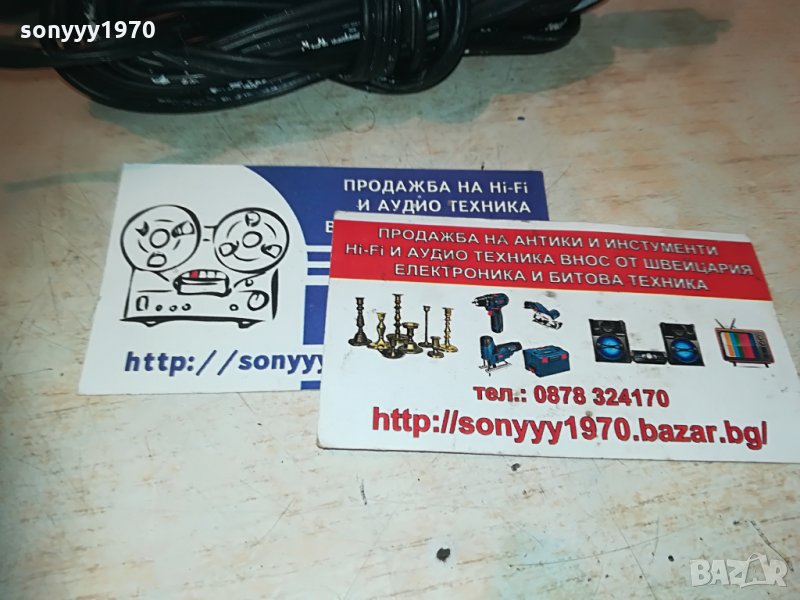 sonyyy1970
ПРОДАЖБА НА Hi-Fi
И АУДИО ТЕХНИКА
http://sonyyy
ПРОДАЖБА НА АНТИКИ И ИНСТУМЕНТИ
Hi-Fi И АУДИО ТЕХНИКА ВНОС ОТ ШВЕЙЦАРИЯ
ЕЛЕКТРОНИКА И БИТОВА ТЕХНИКА
тел.: 0878 324170
http://sonyyy1970.bazar.bg/
BAZAR